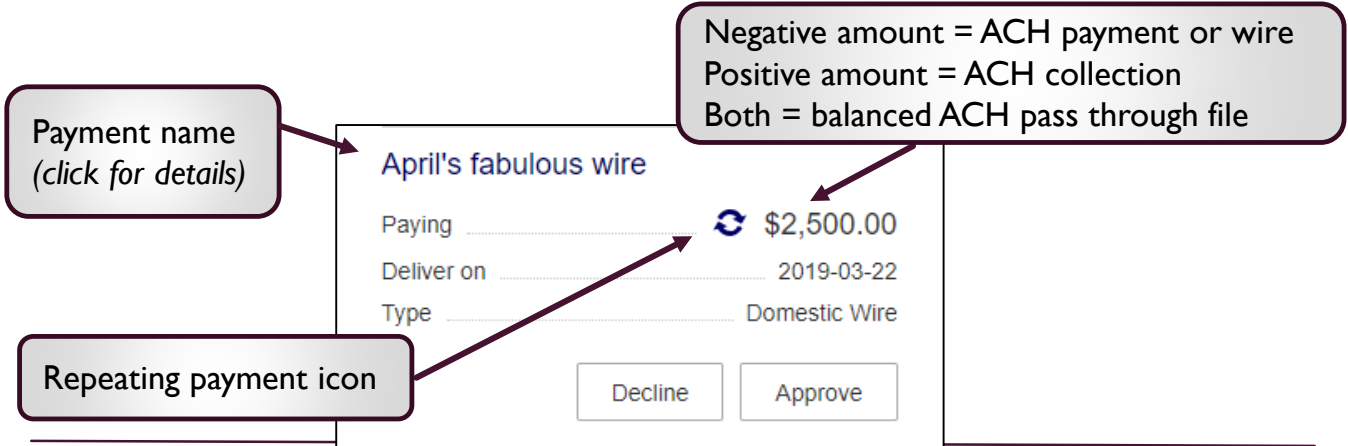 Negative amount = ACH payment or wire
Positive amount = ACH collection
Both = balanced ACH pass through file
Payment name
(click for details)
April's fabulous wire
Paying $2,500.00
Deliver on 2019-03-22
Type Domestic Wire
Repeating payment icon
Decline Approve